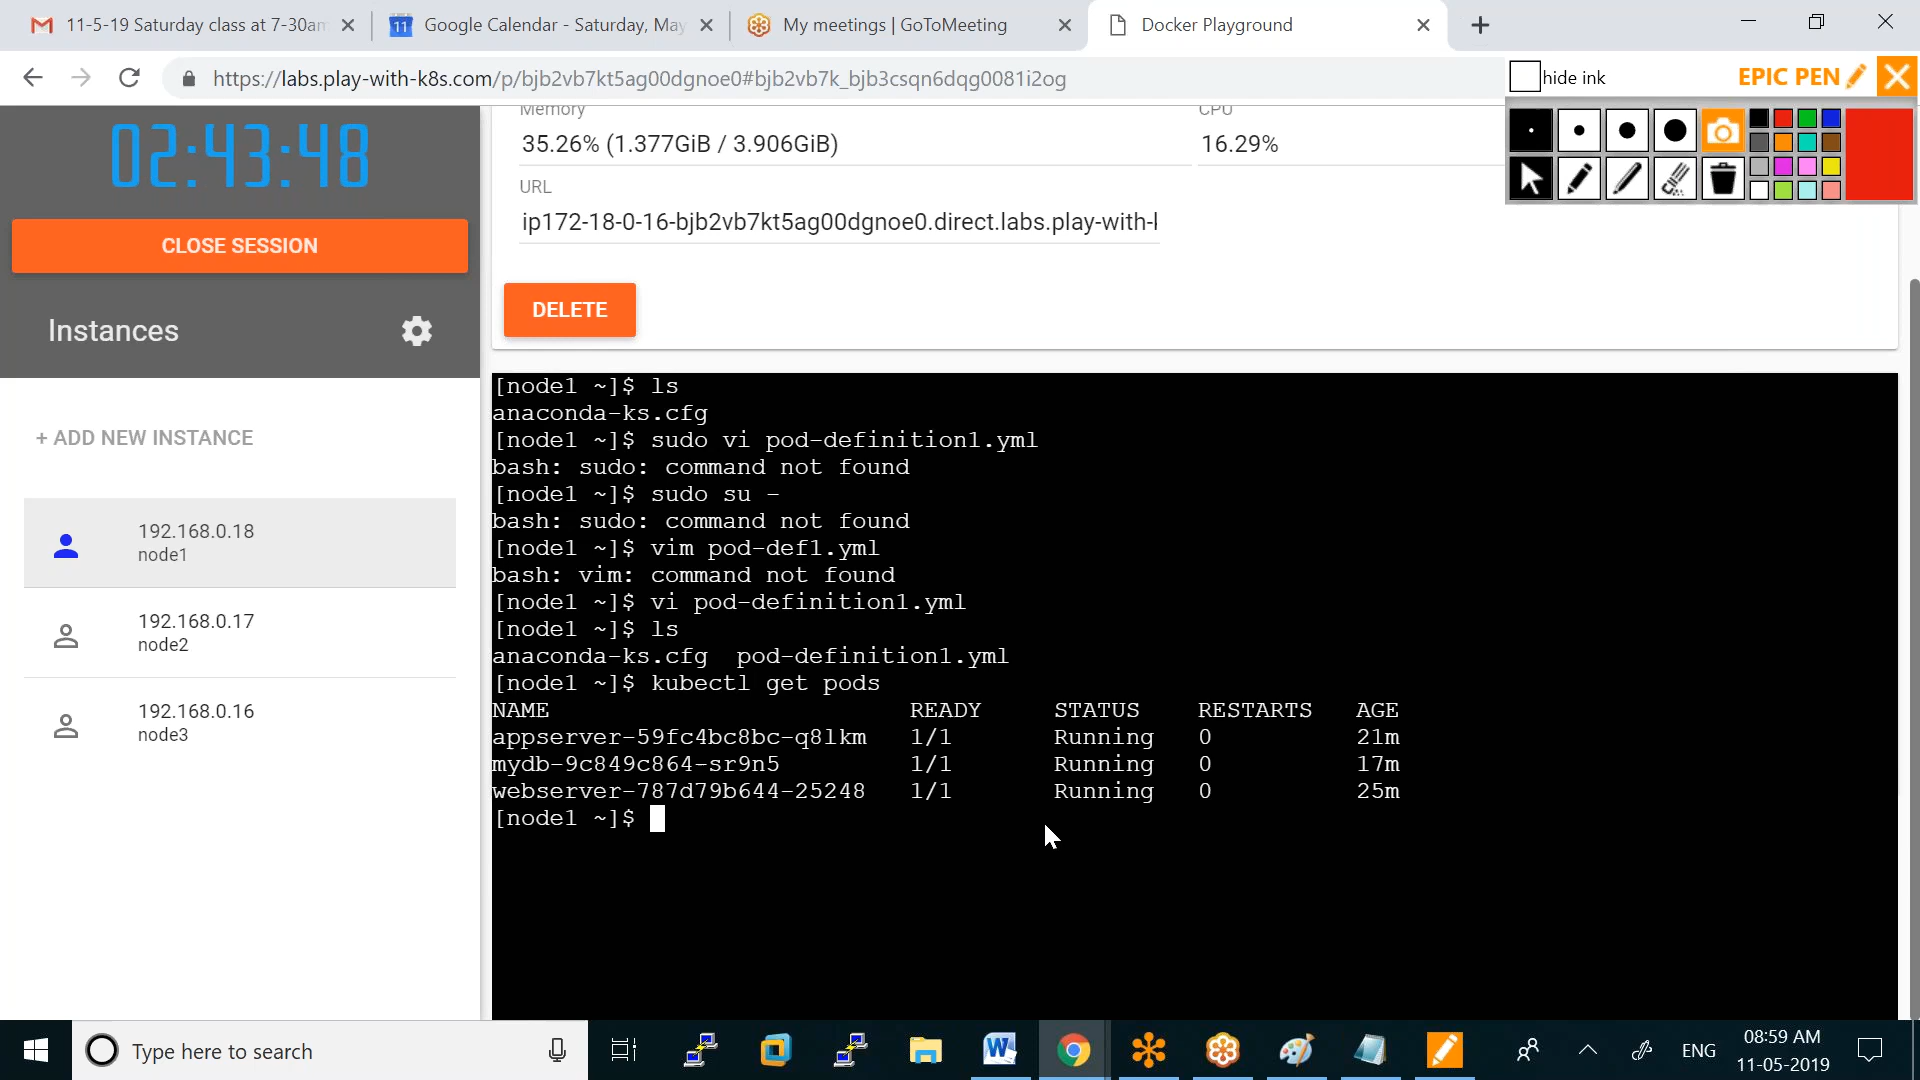 11-5-19 Saturday class at 7-30am
Google Calendar - Saturday, May
My meetings | GoToMeeting
Docker Playground
https://labs.play-with-k8s.com/p/bjb2vb7kt5ag00dgnoe0#bjb2vb7k_bjb3csqn6dqg0081i2og
hide ink
EPIC PEN
02:43:48
CLOSE SESSION
Instances
+ ADD NEW INSTANCE
192.168.0.18
node1
192.168.0.17
node2
192.168.0.16
node3
Memory
35.26% (1.377GiB / 3.906GiB)
CPU
16.29%
URL
ip172-18-0-16-bjb2vb7kt5ag00dgnoe0.direct.labs.play-with-k
DELETE
[node1 ~]$ ls
anaconda-ks.cfg
[node1 ~]$ sudo vi pod-definition1.yml
bash: sudo: command not found
[node1 ~]$ sudo su -
bash: sudo: command not found
[node1 ~]$ vim pod-def1.yml
bash: vim: command not found
[node1 ~]$ vi pod-definition1.yml
[node1 ~]$ ls
anaconda-ks.cfg  pod-definition1.yml
[node1 ~]$ kubectl get pods
NAME READY STATUS RESTARTS AGE
appserver-59fc4bc8bc-q8lkm 1/1 Running 0 21m
mydb-9c849c864-sr9n5 1/1 Running 0 17m
webserver-787d79b644-25248 1/1 Running 0 25m
[node1 ~]$
Type here to search
ENG
08:59 AM
11-05-2019